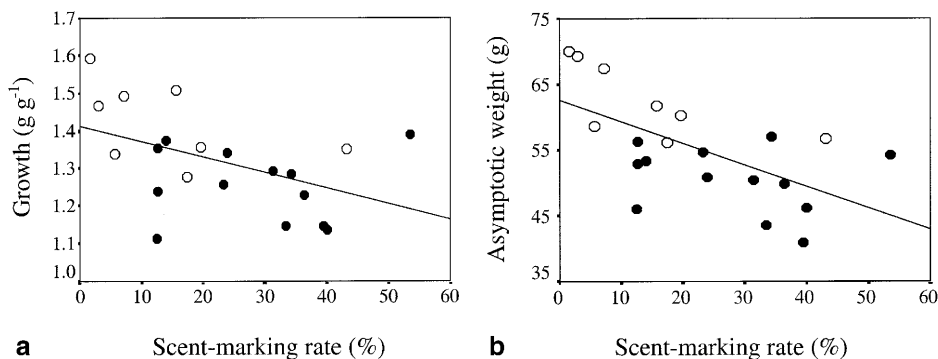 Growth (g g⁻¹)
1.7
1.6
1.5
1.4
1.3
1.2
1.1
1.0
0 10 20 30 40 50 60
a Scent-marking rate (%)
Asymptotic weight (g)
75
65
55
45
35
0 10 20 30 40 50 60
b Scent-marking rate (%)